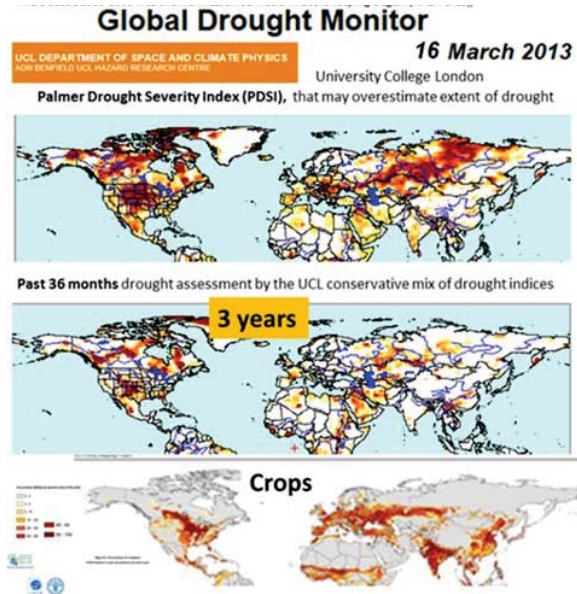 Global Drought Monitor
16 March 2013
UCL DEPARTMENT OF SPACE AND CLIMATE PHYSICS
AON BENFIELD UCL HAZARD RESEARCH CENTRE
University College London
Palmer Drought Severity Index (PDSI), that may overestimate extent of drought
Past 36 months drought assessment by the UCL conservative mix of drought indices
3 years
Crops